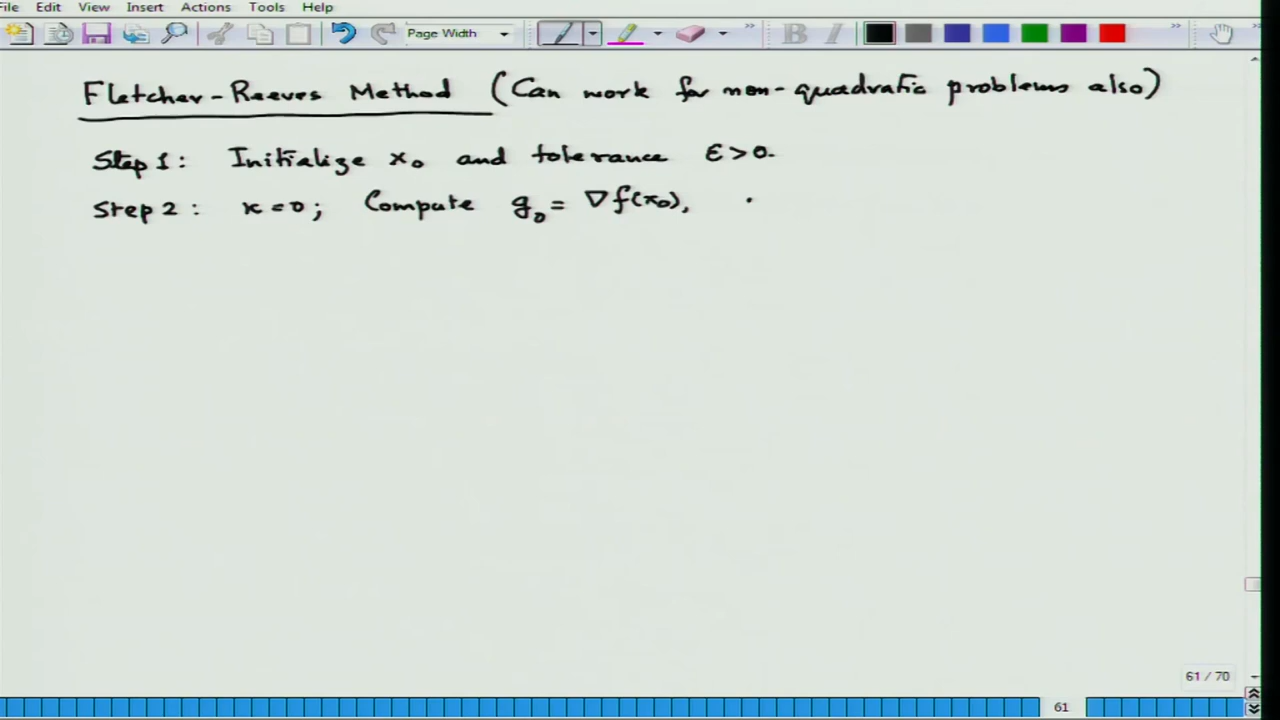 File Edit View Insert Actions Tools Help
Page Width
B I
Fletcher-Reeves Method (Can work for non-quadratic problems also)
Step 1: Initialize x₀ and tolerance ε>0.
Step 2: k=0; Compute g₀ = ∇f(x₀),
61 / 70
61